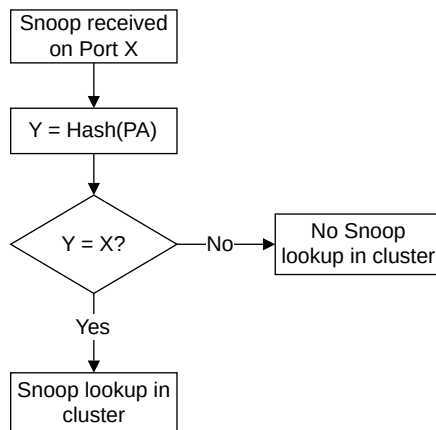 Snoop received
on Port X
Y = Hash(PA)
Y = X?
No
No Snoop
lookup in cluster
Yes
Snoop lookup in
cluster